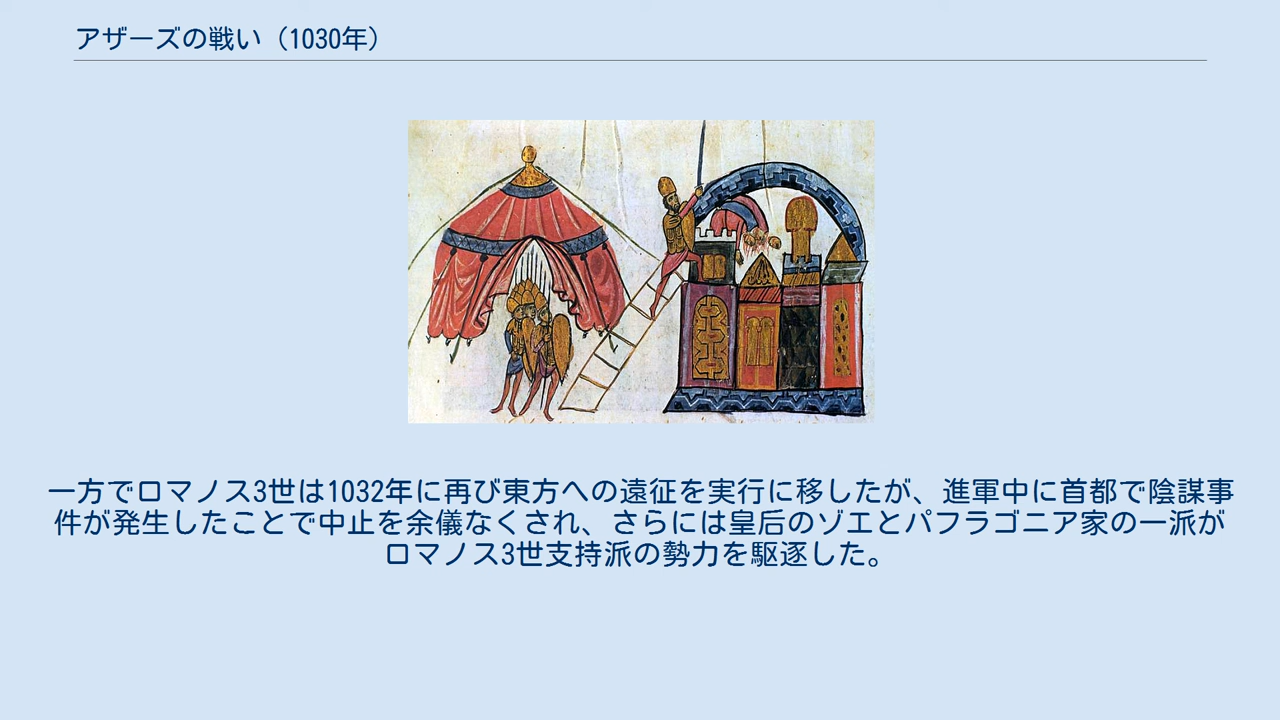 アザーズの戦い（1030年）
一方でロマノス3世は1032年に再び東方への遠征を実行に移したが、進軍中に首都で陰謀事
件が発生したことで中止を余儀なくされ、さらには皇后のゾエとパフラゴニア家の一派が
ロマノス3世支持派の勢力を駆逐した。